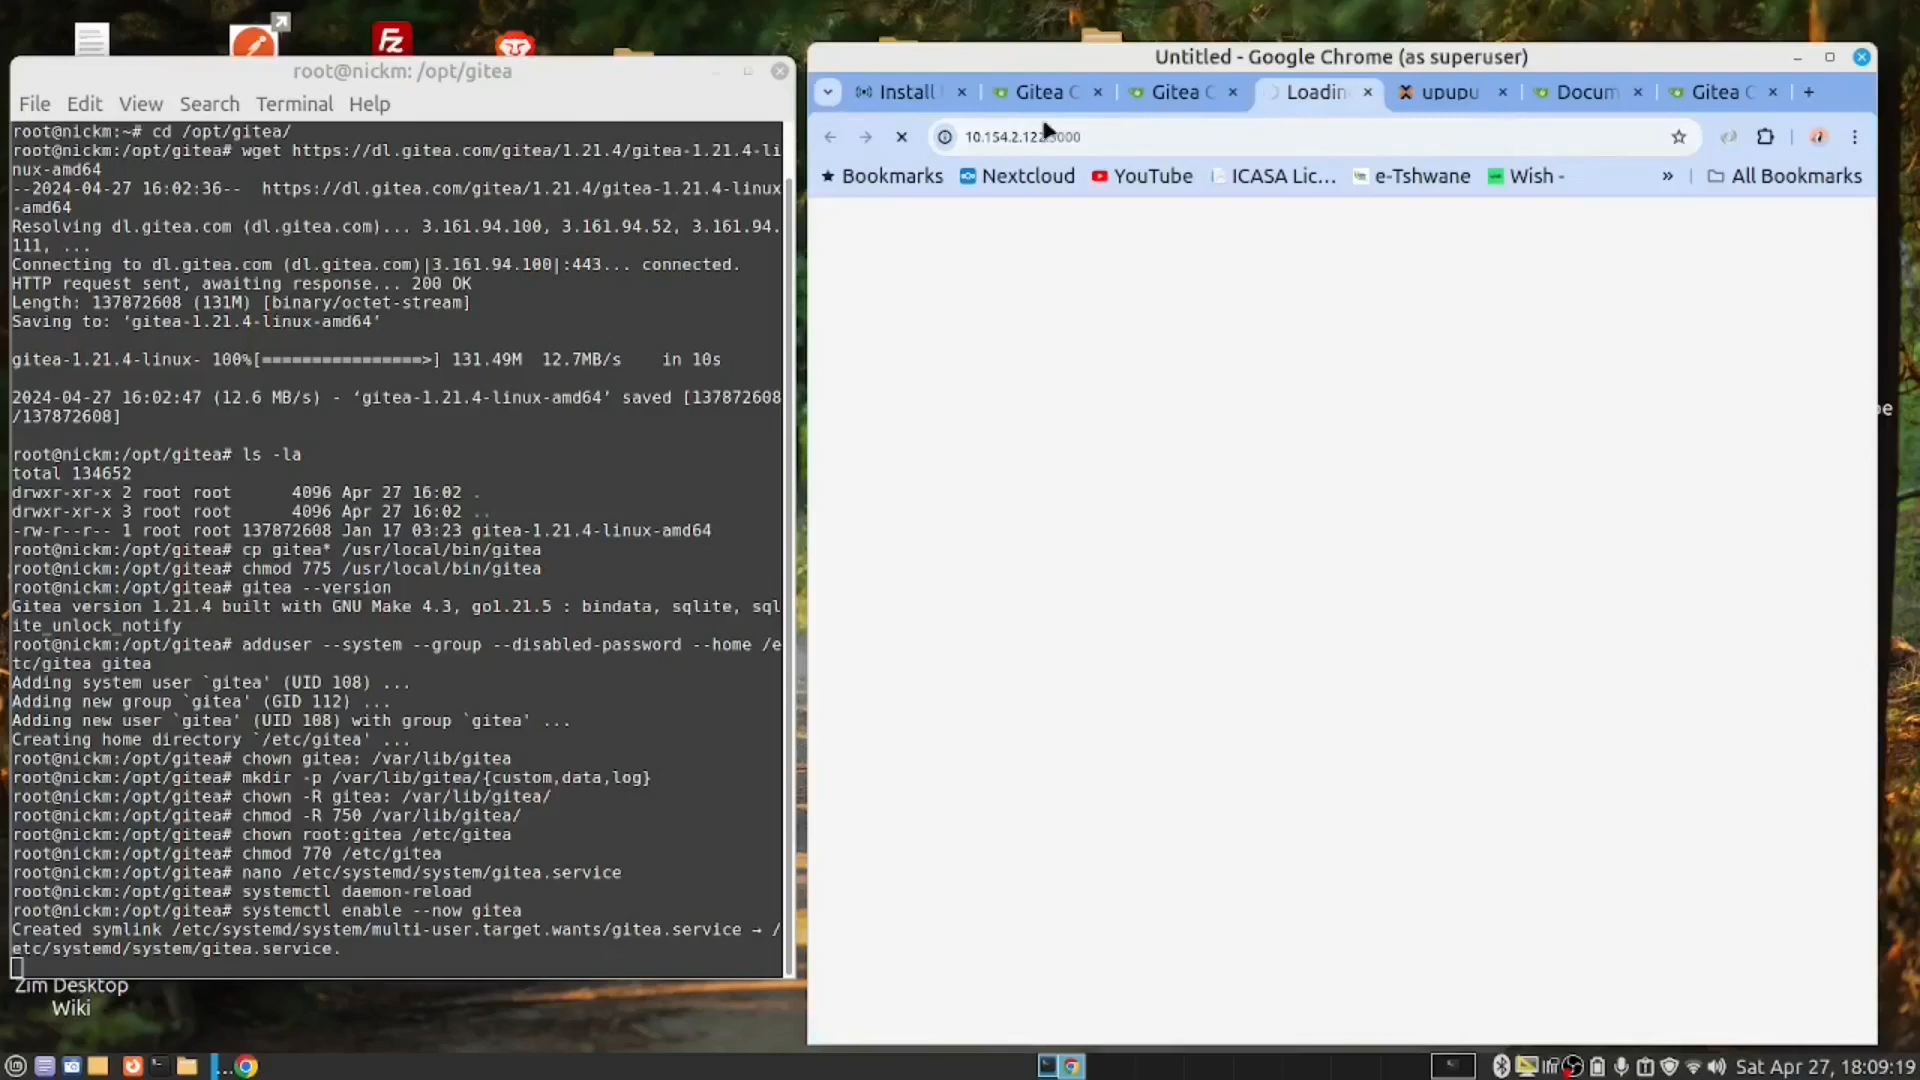 root@nickm: /opt/gitea
File Edit View Search Terminal Help
root@nickm:~# cd /opt/gitea/
root@nickm:/opt/gitea# wget https://dl.gitea.com/gitea/1.21.4/gitea-1.21.4-li
nux-amd64
--2024-04-27 16:02:36-- https://dl.gitea.com/gitea/1.21.4/gitea-1.21.4-linux
-amd64
Resolving dl.gitea.com (dl.gitea.com)... 3.161.94.100, 3.161.94.52, 3.161.94.
111, ...
Connecting to dl.gitea.com (dl.gitea.com)|3.161.94.100|:443... connected.
HTTP request sent, awaiting response... 200 OK
Length: 137872608 (131M) [binary/octet-stream]
Saving to: ‘gitea-1.21.4-linux-amd64’
gitea-1.21.4-linux- 100%[================>] 131.49M 12.7MB/s in 10s
2024-04-27 16:02:47 (12.6 MB/s) - ‘gitea-1.21.4-linux-amd64’ saved [137872608
/137872608]
root@nickm:/opt/gitea# ls -la
total 134652
drwxr-xr-x 2 root root 4096 Apr 27 16:02 .
drwxr-xr-x 3 root root 4096 Apr 27 16:02 ..
-rw-r--r-- 1 root root 137872608 Jan 17 03:23 gitea-1.21.4-linux-amd64
root@nickm:/opt/gitea# cp gitea* /usr/local/bin/gitea
root@nickm:/opt/gitea# chmod 775 /usr/local/bin/gitea
root@nickm:/opt/gitea# gitea --version
Gitea version 1.21.4 built with GNU Make 4.3, go1.21.5 : bindata, sqlite, sql
ite_unlock_notify
root@nickm:/opt/gitea# adduser --system --group --disabled-password --home /e
tc/gitea gitea
Adding system user `gitea' (UID 108) ...
Adding new group `gitea' (GID 112) ...
Adding new user `gitea' (UID 108) with group `gitea' ...
Creating home directory `/etc/gitea' ...
root@nickm:/opt/gitea# chown gitea: /var/lib/gitea
root@nickm:/opt/gitea# mkdir -p /var/lib/gitea/{custom,data,log}
root@nickm:/opt/gitea# chown -R gitea: /var/lib/gitea/
root@nickm:/opt/gitea# chmod -R 750 /var/lib/gitea/
root@nickm:/opt/gitea# chown root:gitea /etc/gitea
root@nickm:/opt/gitea# chmod 770 /etc/gitea
root@nickm:/opt/gitea# nano /etc/systemd/system/gitea.service
root@nickm:/opt/gitea# systemctl daemon-reload
root@nickm:/opt/gitea# systemctl enable --now gitea
Created symlink /etc/systemd/system/multi-user.target.wants/gitea.service → /
etc/systemd/system/gitea.service.
Zim Desktop
Wiki
Untitled - Google Chrome (as superuser)
Install Gitea C Gitea C Loadin upupu Docum Gitea C
10.154.2.122:3000
Bookmarks Nextcloud YouTube ICASA Lic... e-Tshwane Wish - » All Bookmarks
Sat Apr 27, 18:09:19